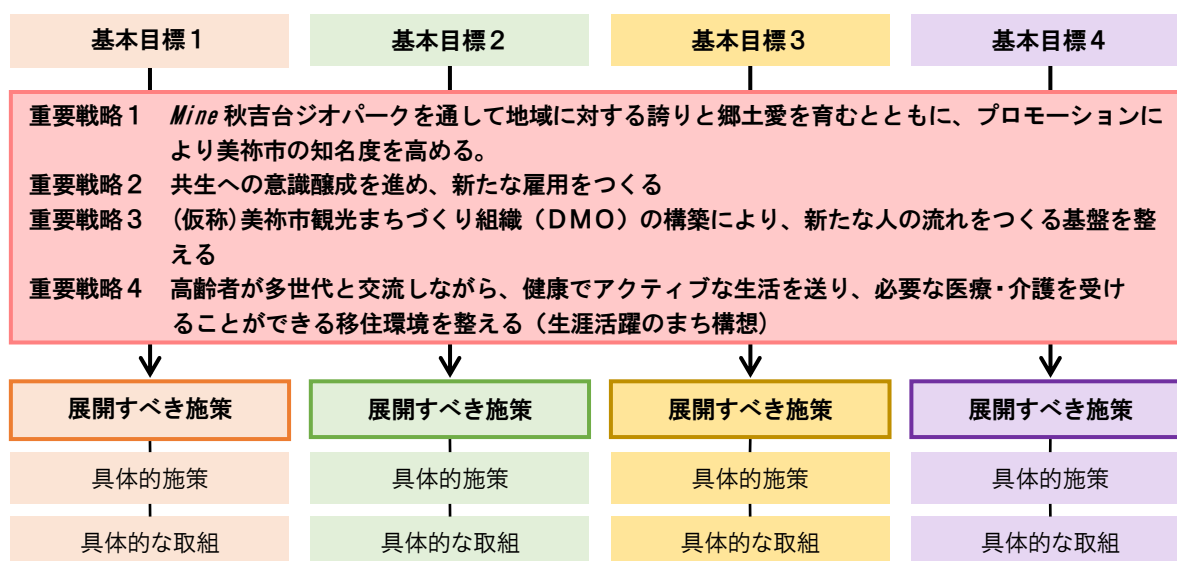 基本目標１ 基本目標２ 基本目標３ 基本目標４
重要戦略１ Mine秋吉台ジオパークを通して地域に対する誇りと郷土愛を育むとともに、プロモーションに
より美祢市の知名度を高める。
重要戦略２ 共生への意識醸成を進め、新たな雇用をつくる
重要戦略３ (仮称)美祢市観光まちづくり組織（ＤＭＯ）の構築により、新たな人の流れをつくる基盤を整
える
重要戦略４ 高齢者が多世代と交流しながら、健康でアクティブな生活を送り、必要な医療・介護を受け
ることができる移住環境を整える（生涯活躍のまち構想）
展開すべき施策 展開すべき施策 展開すべき施策 展開すべき施策
具体的施策 具体的施策 具体的施策 具体的施策
具体的な取組 具体的な取組 具体的な取組 具体的な取組